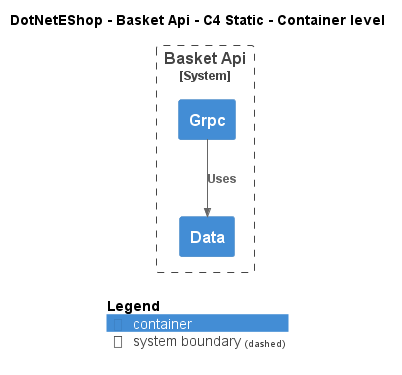 DotNetEShop - Basket Api - C4 Static - Container level
Basket Api
[System]
Grpc
Uses
Data
Legend
container
system boundary (dashed)